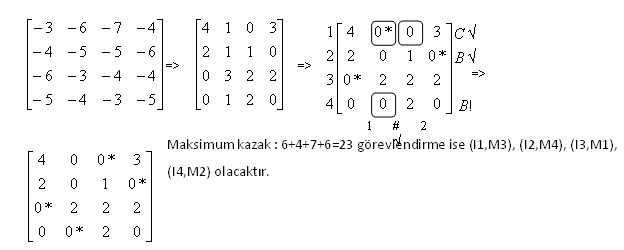 -3 -6 -7 -4
-4 -5 -5 -6
-6 -3 -4 -4
-5 -4 -3 -5
=>
4 1 0 3
2 1 1 0
0 3 2 2
0 1 2 0
=>
1 4 0* 0 3 C √
2 2 0 1 0* B √
3 0* 2 2 2
4 0 0 2 0 B!
1 # 2
√
=>
4 0 0* 3
2 0 1 0*
0* 2 2 2
0 0* 2 0
Maksimum kazak : 6+4+7+6=23 görevlendirme ise (I1,M3), (I2,M4), (I3,M1),
(I4,M2) olacaktır.